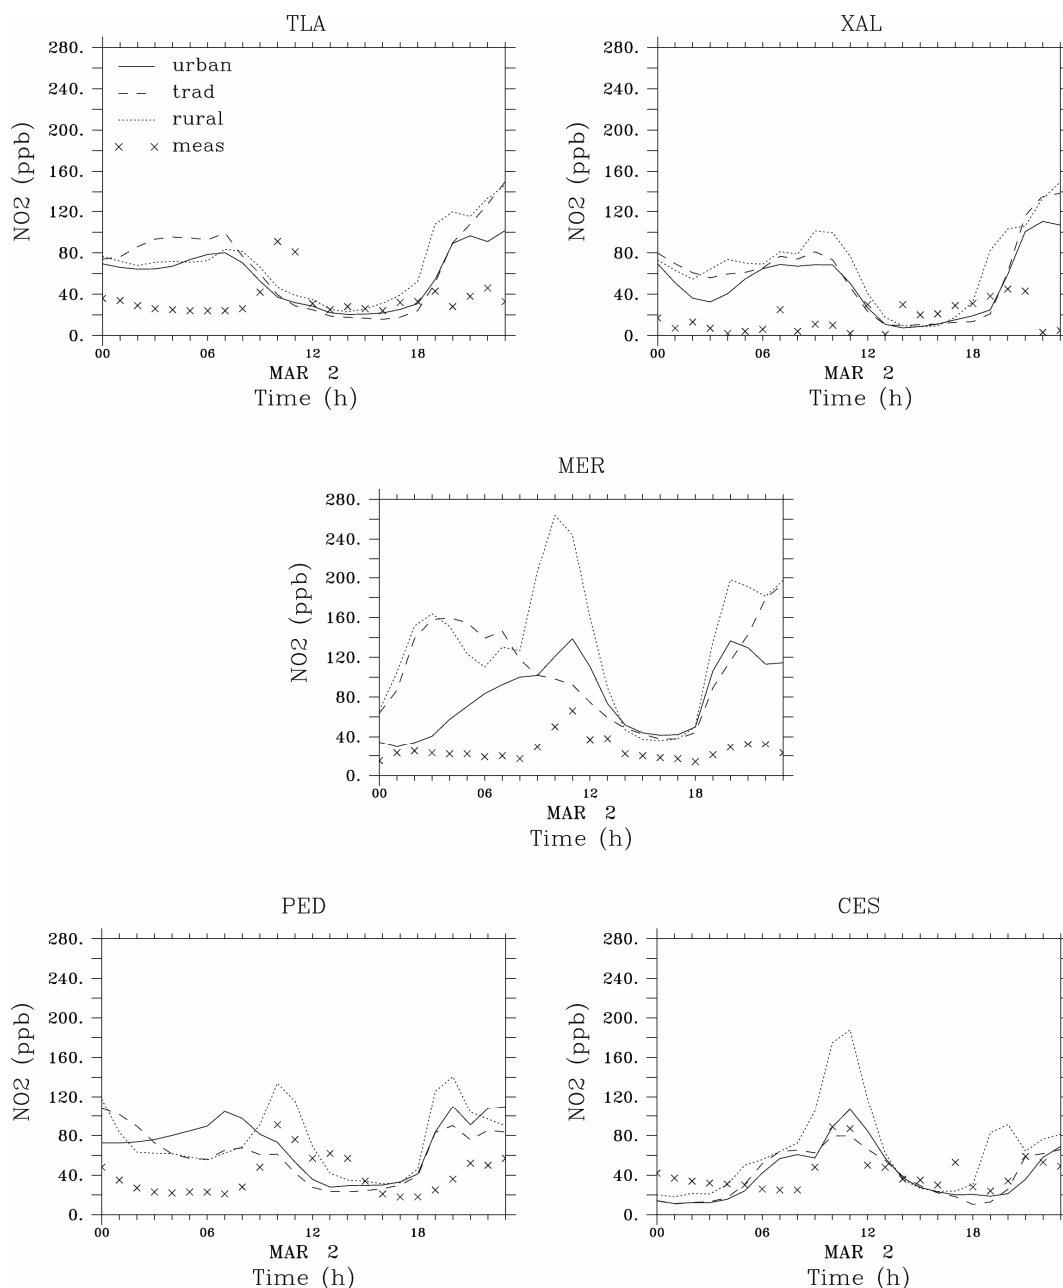 TLA
280.
240.
200.
160.
120.
80.
40.
0.
NO2 (ppb)
urban
trad
rural
meas
00 06 12 18
MAR 2
Time (h)
XAL
280.
240.
200.
160.
120.
80.
40.
0.
NO2 (ppb)
00 06 12 18
MAR 2
Time (h)
MER
280.
240.
200.
160.
120.
80.
40.
0.
NO2 (ppb)
00 06 12 18
MAR 2
Time (h)
PED
280.
240.
200.
160.
120.
80.
40.
0.
NO2 (ppb)
00 06 12 18
MAR 2
Time (h)
CES
280.
240.
200.
160.
120.
80.
40.
0.
NO2 (ppb)
00 06 12 18
MAR 2
Time (h)